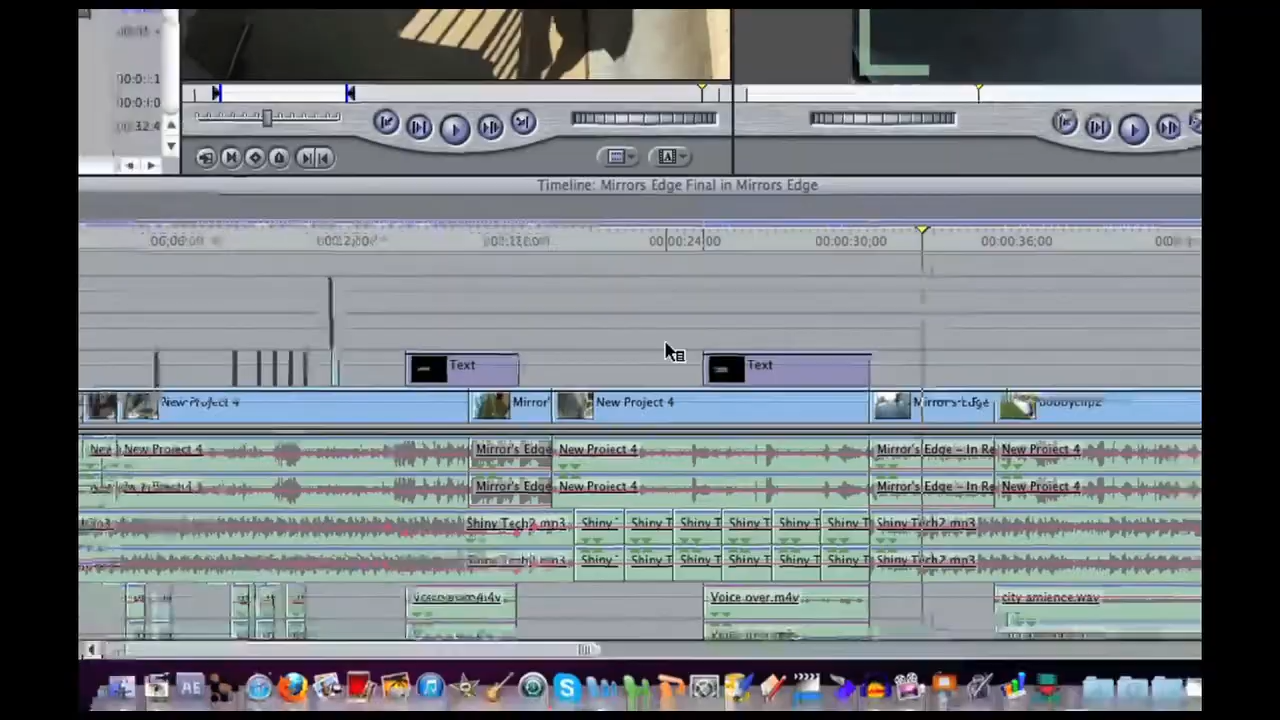 Timeline: Mirrors Edge Final in Mirrors Edge
00:00:24;00 00:00:30;00 00:00:36;00
Text Text
New Project 4 Mirror' New Project 4 Mirror's Edge
New Project 4 Mirror's Edge New Project 4 Mirror's Edge - In Re New Project 4
Mirror's Edge New Project 4 Mirror's Edge - In Re New Project 4
Shiny Tech2.mp3 Shiny Shiny T Shiny T Shiny T Shiny T Shiny T Shiny Tech2.mp3
Shiny Shiny T Shiny T Shiny T Shiny T Shiny T Shiny Tech2.mp3
Voice over.m4v city amience.wav
AE